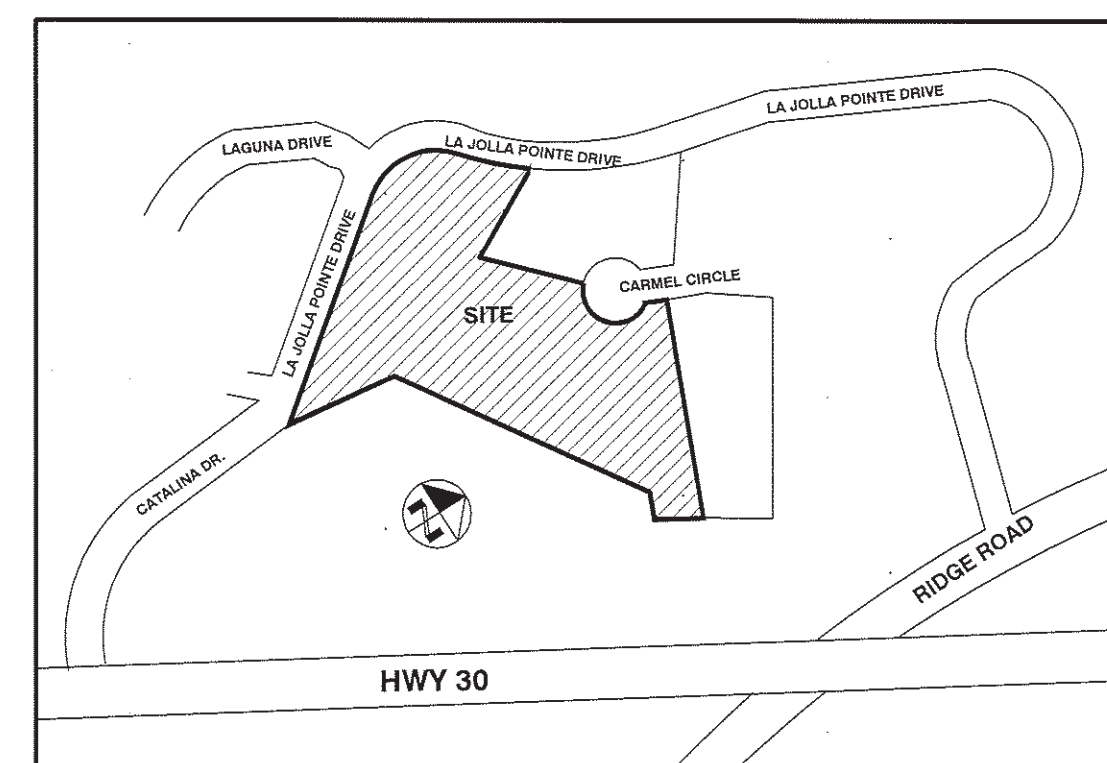 LA JOLLA POINTE DRIVE
LAGUNA DRIVE
LA JOLLA POINTE DRIVE
LA JOLLA POINTE DRIVE
CARMEL CIRCLE
SITE
CATALINA DR.
N
RIDGE ROAD
HWY 30